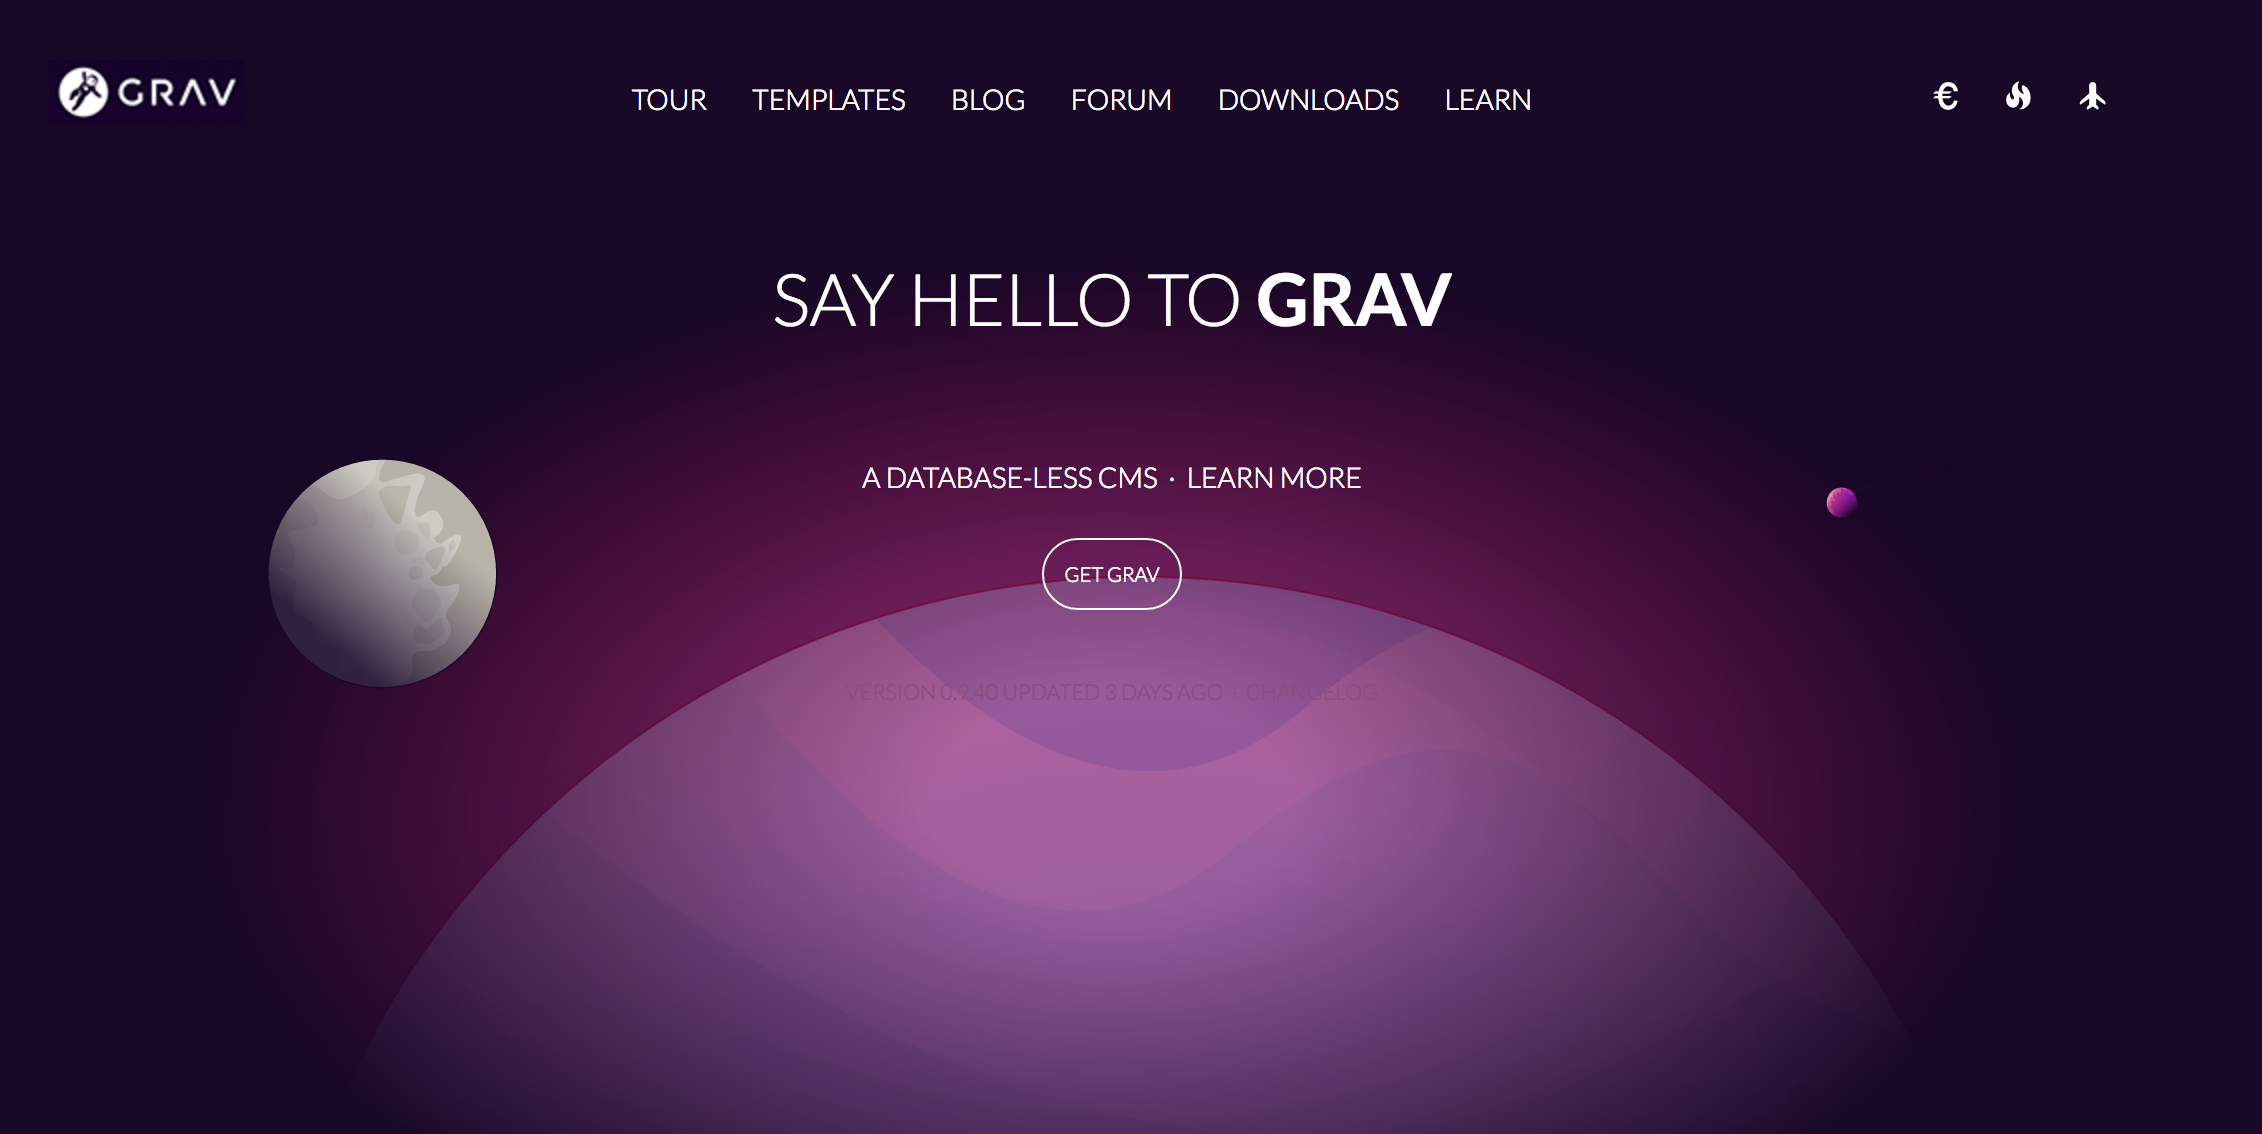 GRAV
TOUR TEMPLATES BLOG FORUM DOWNLOADS LEARN
€
SAY HELLO TO GRAV
A DATABASE-LESS CMS · LEARN MORE
GET GRAV
VERSION 0.9.40 UPDATED 3 DAYS AGO · CHANGELOG